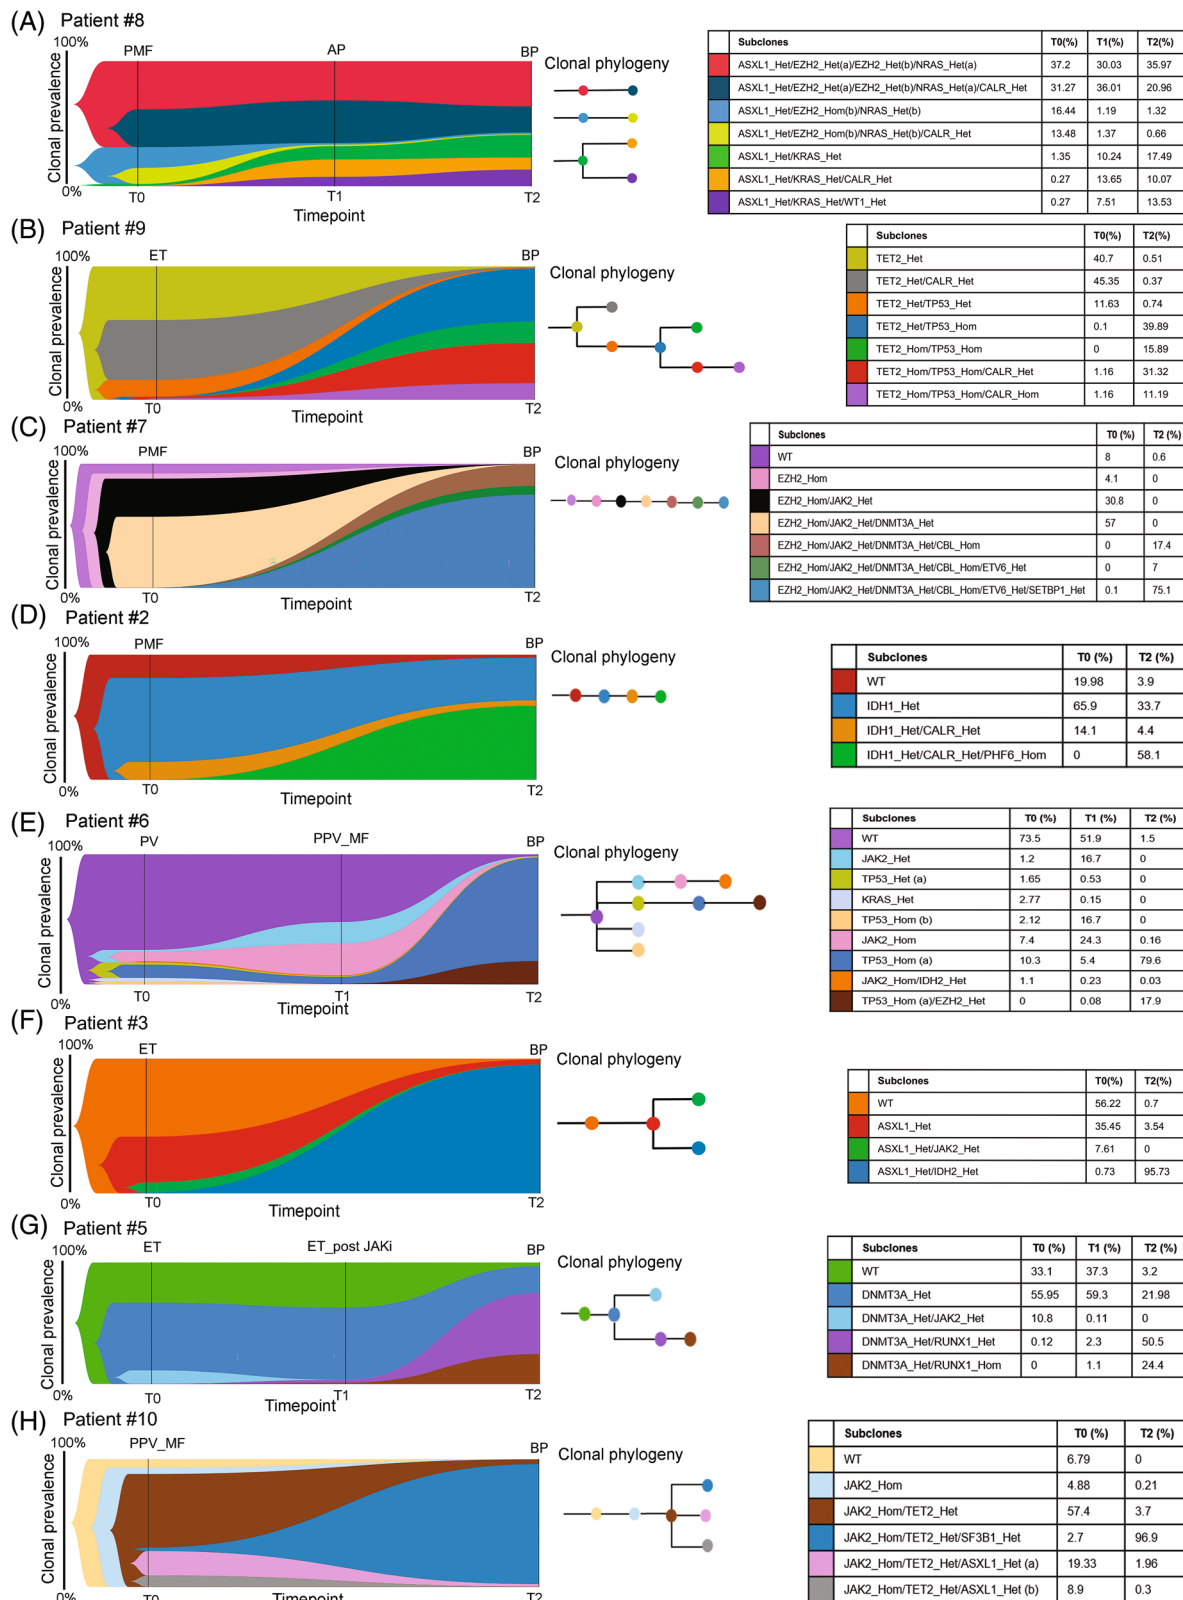 (A) Patient #8
100%
PMF
AP
BP
Clonal prevalence
0%
T0
T1
T2
Timepoint
Clonal phylogeny
Subclones T0(%) T1(%) T2(%)
ASXL1_Het/EZH2_Het(a)/EZH2_Het(b)/NRAS_Het(a) 37.2 30.03 35.97
ASXL1_Het/EZH2_Het(a)/EZH2_Het(b)/NRAS_Het(a)/CALR_Het 31.27 36.01 20.96
ASXL1_Het/EZH2_Hom(b)/NRAS_Het(b) 16.44 1.19 1.32
ASXL1_Het/EZH2_Hom(b)/NRAS_Het(b)/CALR_Het 13.48 1.37 0.66
ASXL1_Het/KRAS_Het 1.35 10.24 17.49
ASXL1_Het/KRAS_Het/CALR_Het 0.27 13.65 10.07
ASXL1_Het/KRAS_Het/WT1_Het 0.27 7.51 13.53
(B) Patient #9
100%
ET
BP
Clonal prevalence
0%
T0
T2
Timepoint
Clonal phylogeny
Subclones T0(%) T2(%)
TET2_Het 40.7 0.51
TET2_Het/CALR_Het 45.35 0.37
TET2_Het/TP53_Het 11.63 0.74
TET2_Het/TP53_Hom 0.1 39.89
TET2_Hom/TP53_Hom 0 15.89
TET2_Hom/TP53_Hom/CALR_Het 1.16 31.32
TET2_Hom/TP53_Hom/CALR_Hom 1.16 11.19
(C) Patient #7
100%
PMF
BP
Clonal prevalence
0%
T0
T2
Timepoint
Clonal phylogeny
Subclones T0 (%) T2 (%)
WT 8 0.6
EZH2_Hom 4.1 0
EZH2_Hom/JAK2_Het 30.8 0
EZH2_Hom/JAK2_Het/DNMT3A_Het 57 0
EZH2_Hom/JAK2_Het/DNMT3A_Het/CBL_Hom 0 17.4
EZH2_Hom/JAK2_Het/DNMT3A_Het/CBL_Hom/ETV6_Het 0 7
EZH2_Hom/JAK2_Het/DNMT3A_Het/CBL_Hom/ETV6_Het/SETBP1_Het 0.1 75.1
(D) Patient #2
100%
PMF
BP
Clonal prevalence
0%
T0
T2
Timepoint
Clonal phylogeny
Subclones T0 (%) T2 (%)
WT 19.98 3.9
IDH1_Het 65.9 33.7
IDH1_Het/CALR_Het 14.1 4.4
IDH1_Het/CALR_Het/PHF6_Hom 0 58.1
(E) Patient #6
100%
PV
PPV_MF
BP
Clonal prevalence
0%
T0
T1
T2
Timepoint
Clonal phylogeny
Subclones T0 (%) T1 (%) T2 (%)
WT 73.5 51.9 1.5
JAK2_Het 1.2 16.7 0
TP53_Het (a) 1.65 0.53 0
KRAS_Het 2.77 0.15 0
TP53_Hom (b) 2.12 16.7 0
JAK2_Hom 7.4 24.3 0.16
TP53_Hom (a) 10.3 5.4 79.6
JAK2_Hom/IDH2_Het 1.1 0.23 0.03
TP53_Hom (a)/EZH2_Het 0 0.08 17.9
(F) Patient #3
100%
ET
BP
Clonal prevalence
0%
T0
T2
Timepoint
Clonal phylogeny
Subclones T0(%) T2(%)
WT 56.22 0.7
ASXL1_Het 35.45 3.54
ASXL1_Het/JAK2_Het 7.61 0
ASXL1_Het/IDH2_Het 0.73 95.73
(G) Patient #5
100%
ET
ET_post JAKi
BP
Clonal prevalence
0%
T0
T1
T2
Timepoint
Clonal phylogeny
Subclones T0 (%) T1 (%) T2 (%)
WT 33.1 37.3 3.2
DNMT3A_Het 55.95 59.3 21.98
DNMT3A_Het/JAK2_Het 10.8 0.11 0
DNMT3A_Het/RUNX1_Het 0.12 2.3 50.5
DNMT3A_Het/RUNX1_Hom 0 1.1 24.4
(H) Patient #10
100%
PPV_MF
BP
Clonal prevalence
0%
T0
T2
Timepoint
Clonal phylogeny
Subclones T0 (%) T2 (%)
WT 6.79 0
JAK2_Hom 4.88 0.21
JAK2_Hom/TET2_Het 57.4 3.7
JAK2_Hom/TET2_Het/SF3B1_Het 2.7 96.9
JAK2_Hom/TET2_Het/ASXL1_Het (a) 19.33 1.96
JAK2_Hom/TET2_Het/ASXL1_Het (b) 8.9 0.3